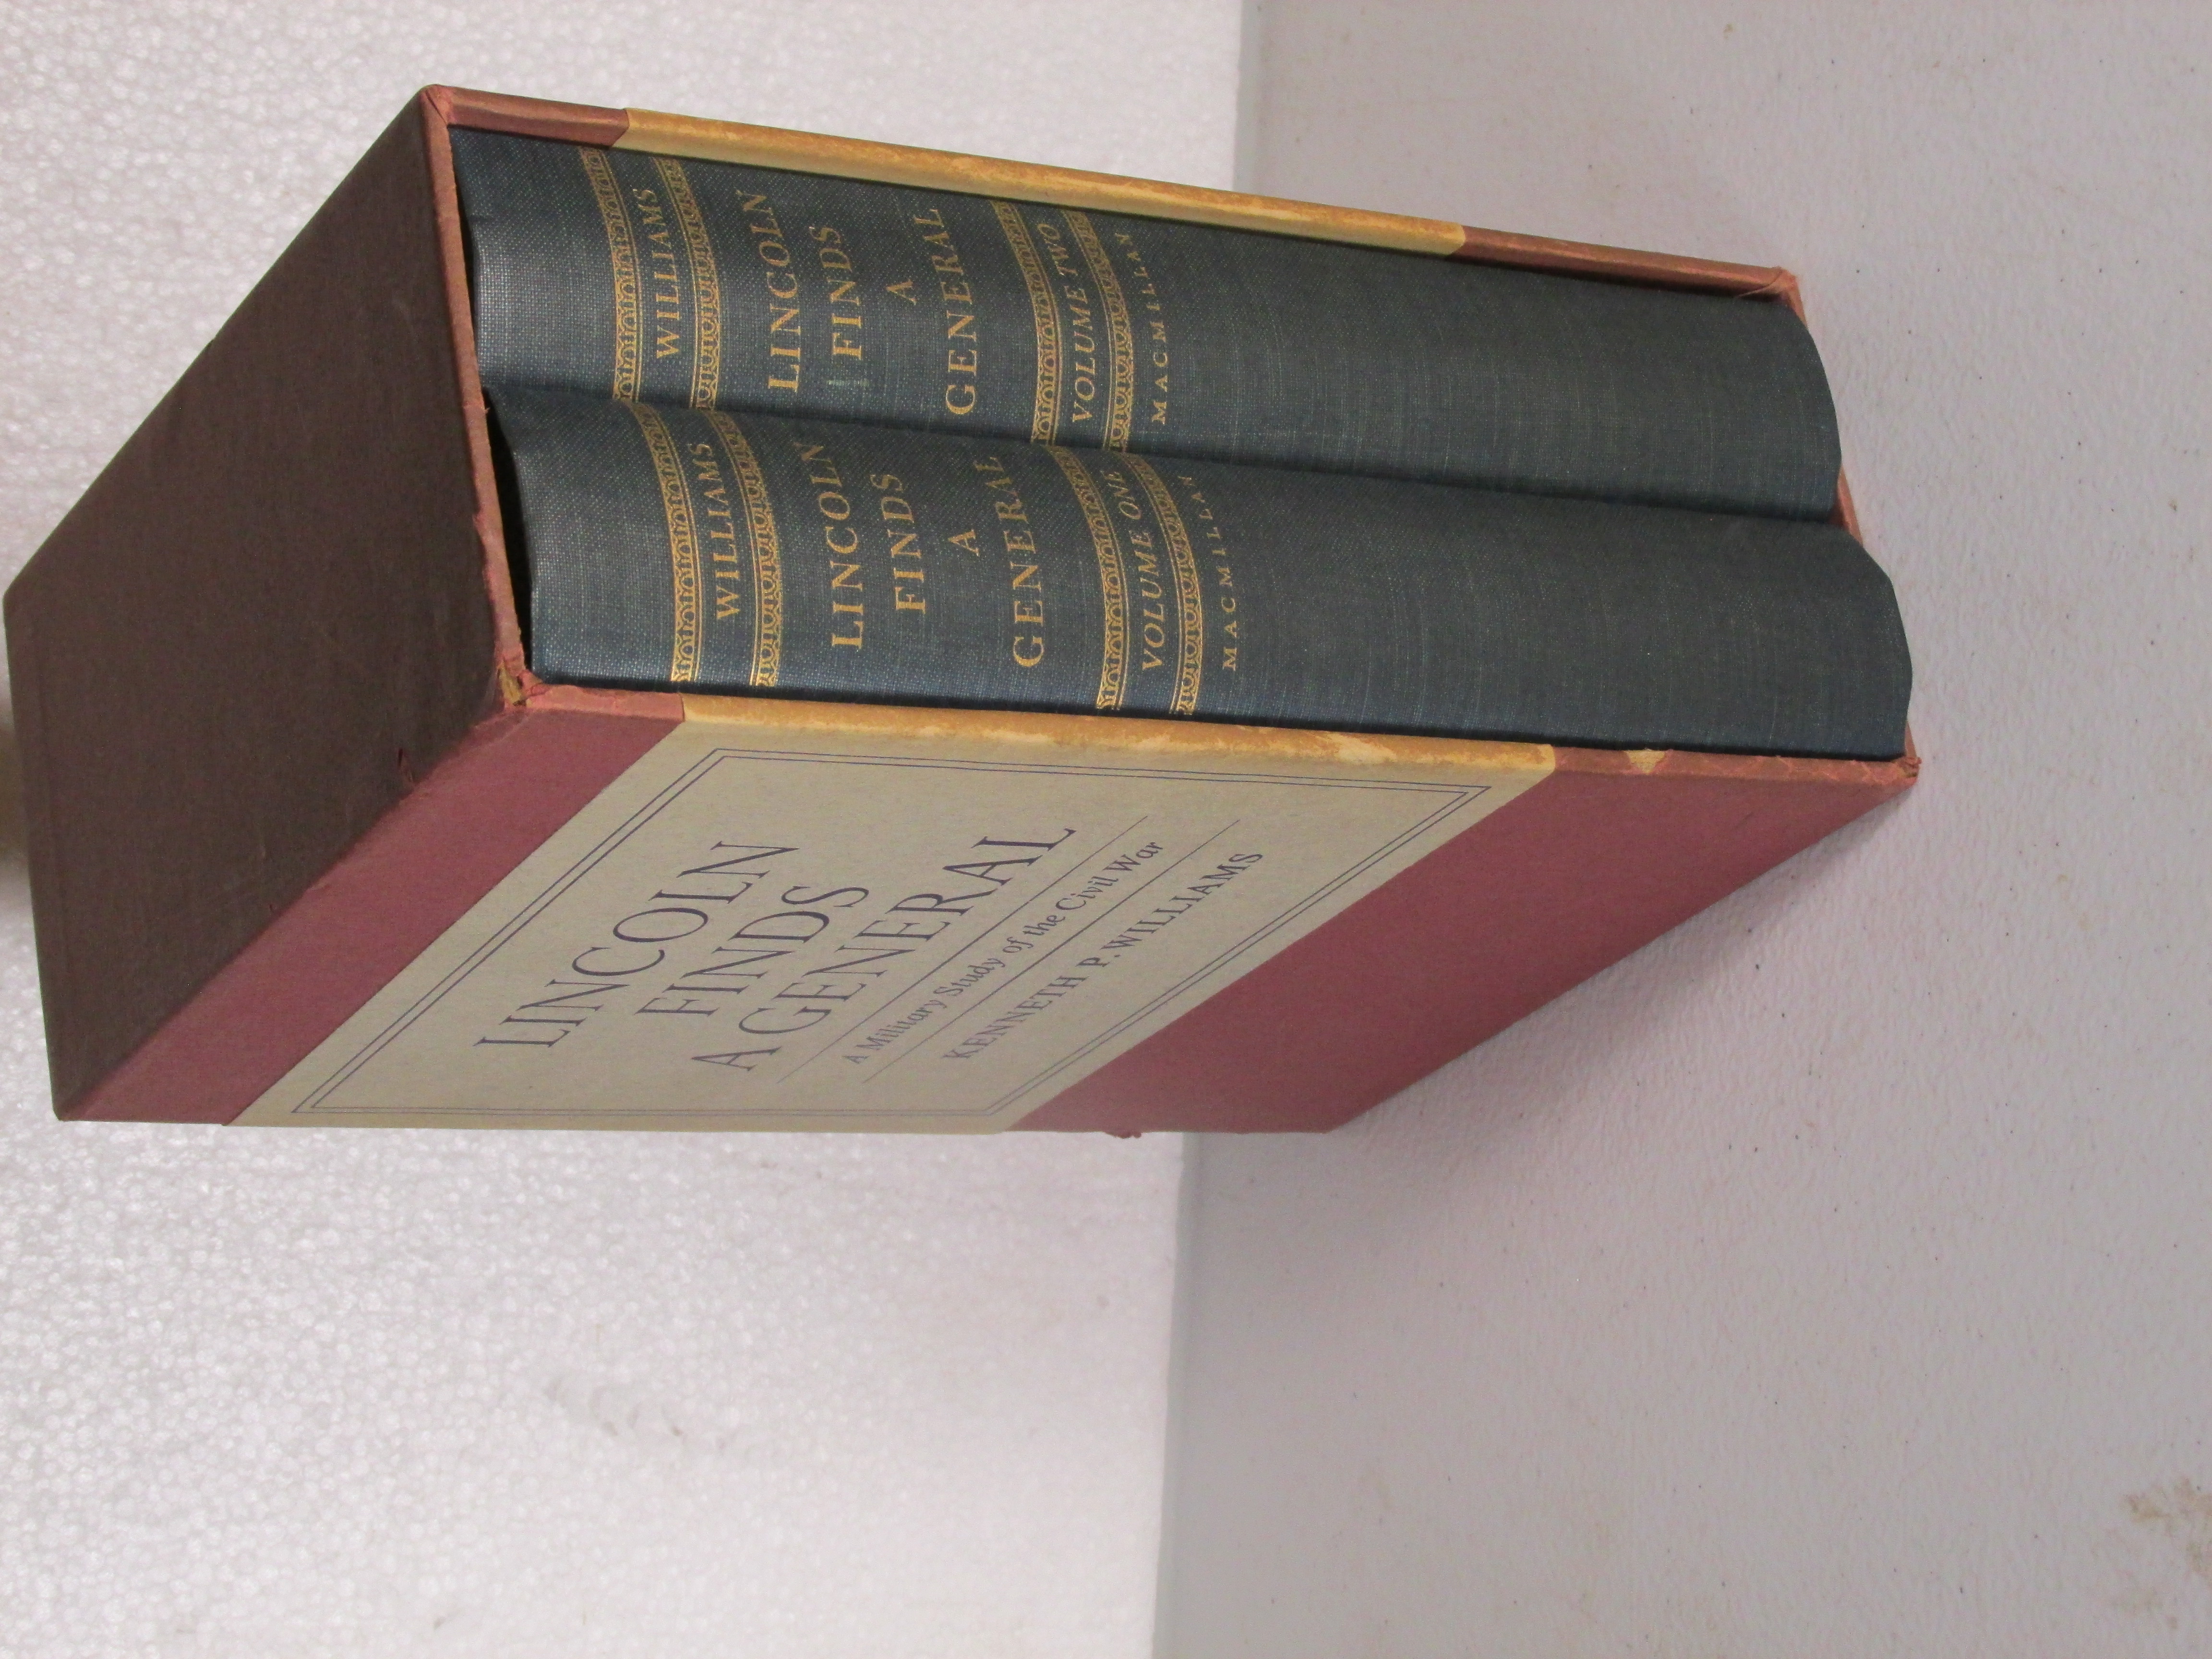 WILLIAMS
LINCOLN
FINDS
A
GENERAL
VOLUME ONE
MACMILLAN
WILLIAMS
LINCOLN
FINDS
A
GENERAL
VOLUME TWO
MACMILLAN
LINCOLN
FINDS
A GENERAL
A Military Study of the Civil War
KENNETH P. WILLIAMS